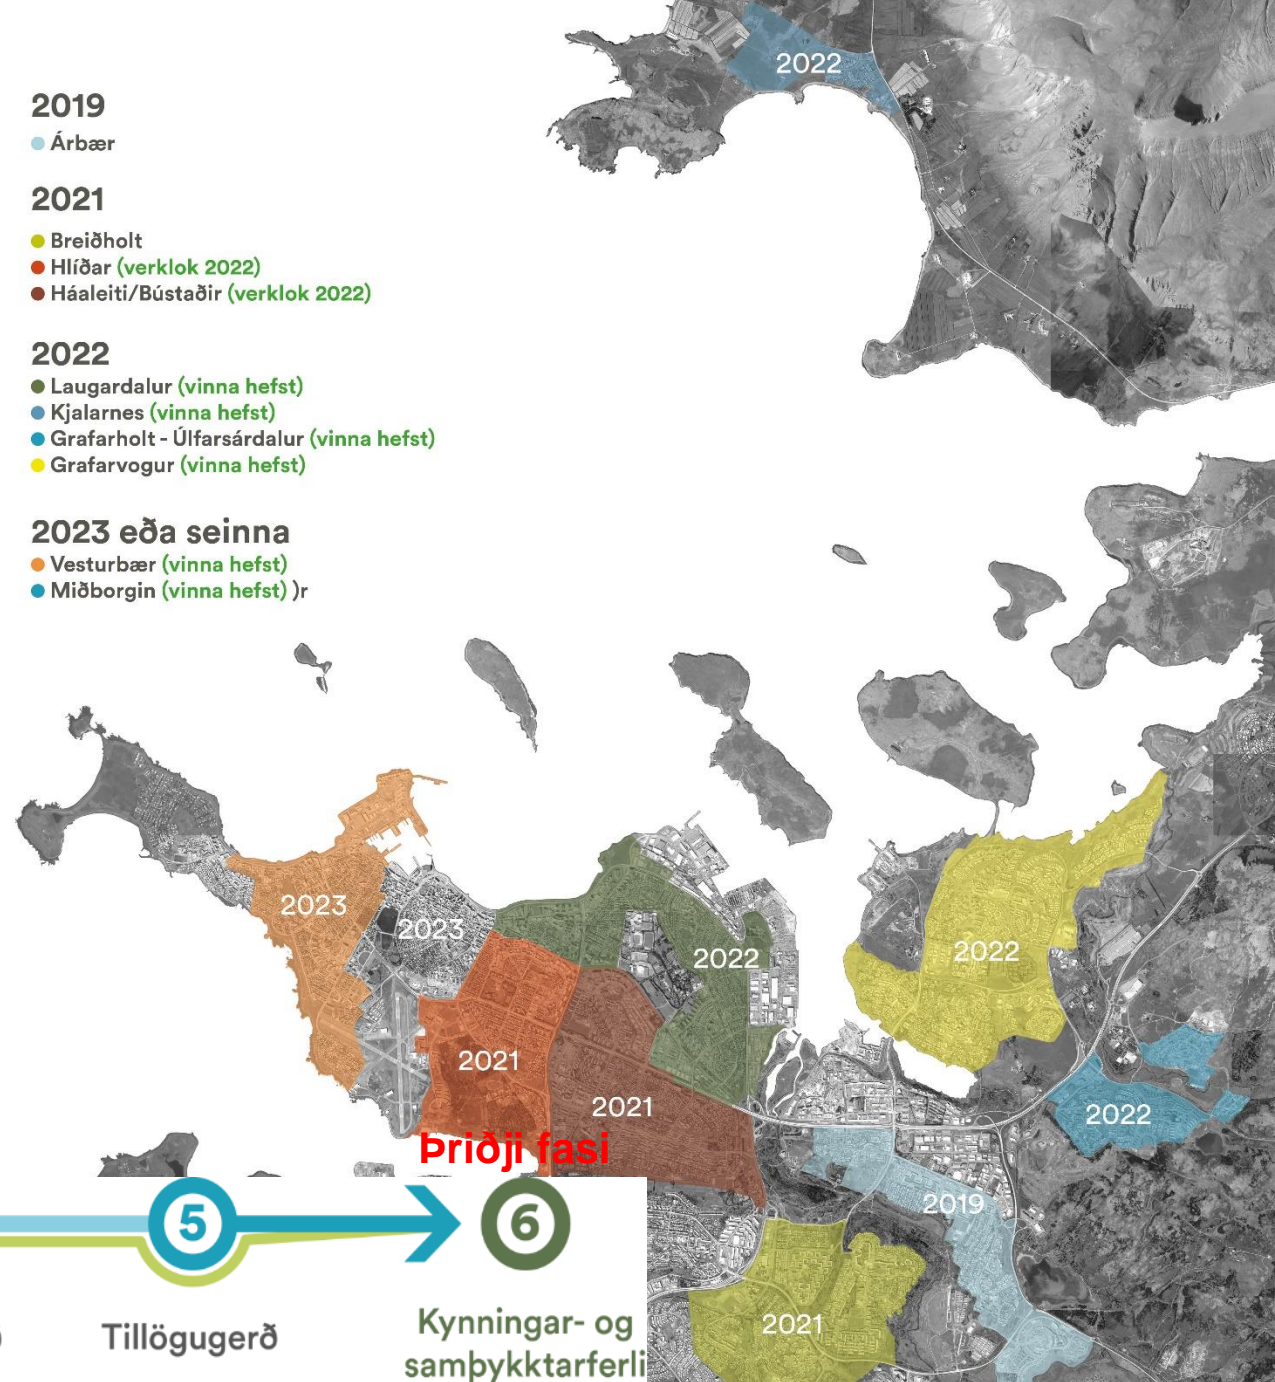 2019
Árbær
2021
Breiðholt
Hlíðar (verklok 2022)
Háaleiti/Bústaðir (verklok 2022)
2022
Laugardalur (vinna hefst)
Kjalarnes (vinna hefst)
Grafarholt - Úlfarsárdalur (vinna hefst)
Grafarvogur (vinna hefst)
2023 eða seinna
Vesturbær (vinna hefst)
Miðborgin (vinna hefst) )r
2022
2023
2023
2022
2022
2021
2021
2022
2019
2021
Þriðji fasi
5
6
Tillögugerð
Kynningar- og
samþykktarferli